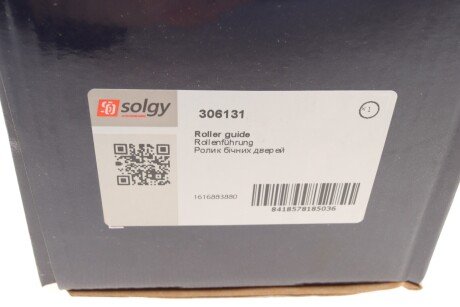 solgy
306131
x1
Roller guide
Rollenführung
Ролик бічних дверей
1616883880
8418578185036